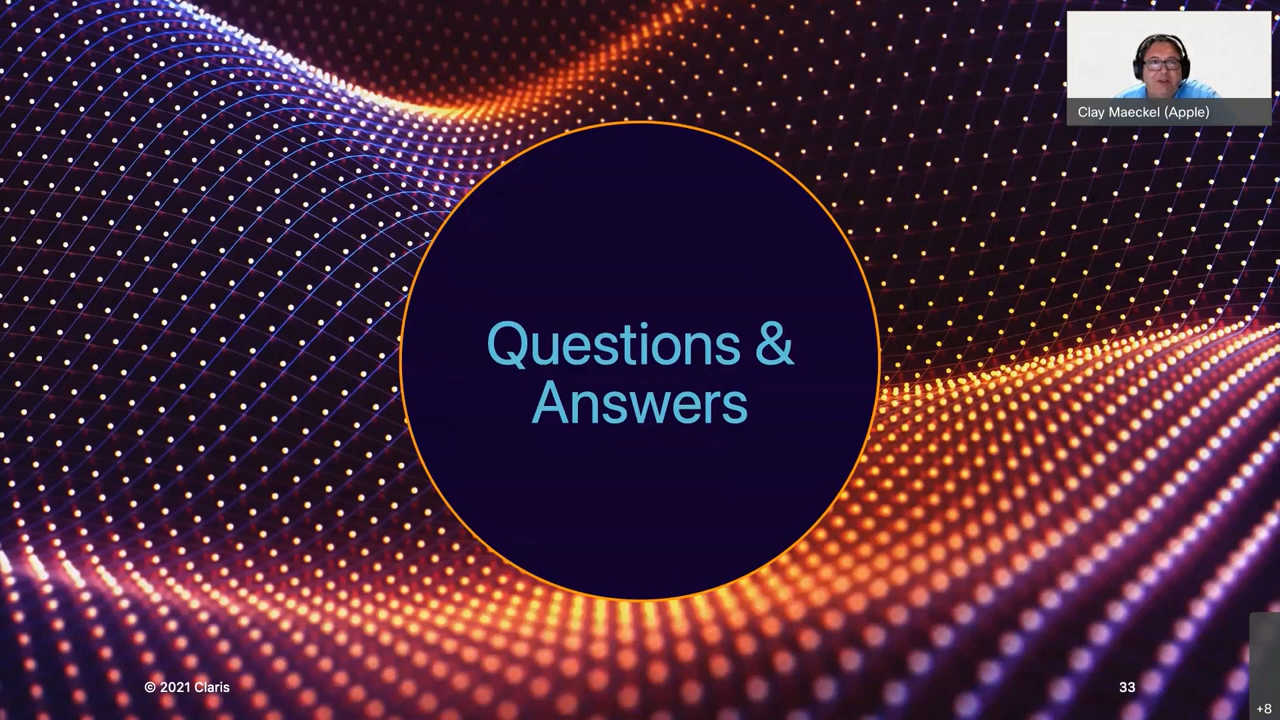 Clay Maeckel (Apple)
Questions &
Answers
© 2021 Claris
33
+8